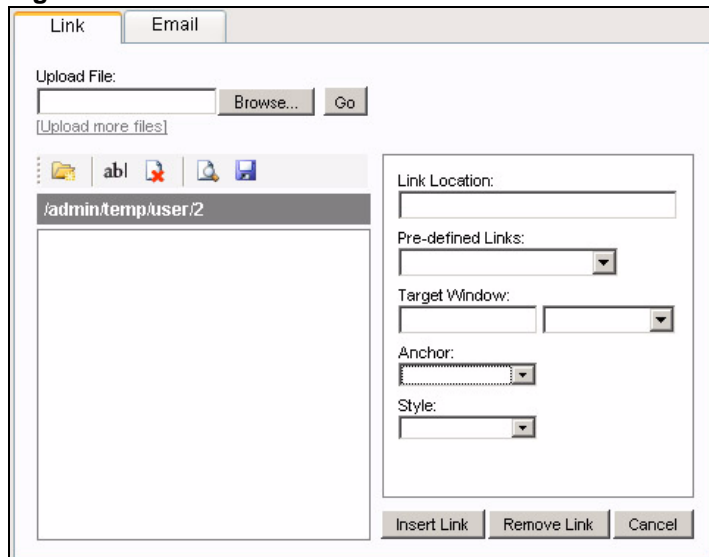 Link Email
Upload File:
Browse... Go
[Upload more files]
abl
/admin/temp/user/2
Link Location:
Pre-defined Links:
Target Window:
Anchor:
Style:
Insert Link Remove Link Cancel